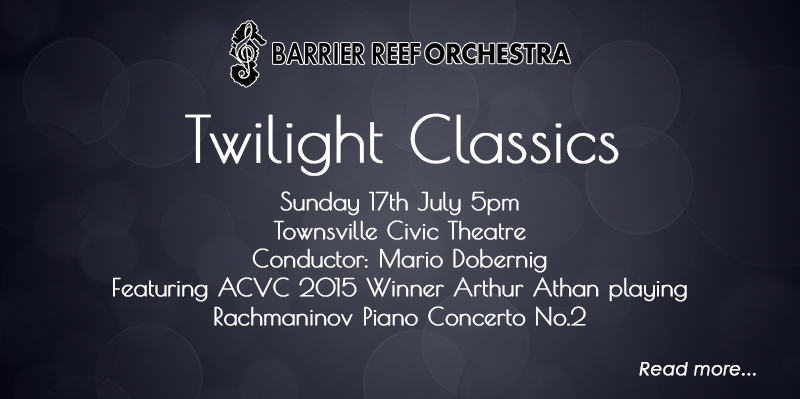 BARRIER REEF ORCHESTRA
Twilight Classics
Sunday 17th July 5pm
Townsville Civic Theatre
Conductor: Mario Dobernig
Featuring ACVC 2015 Winner Arthur Athan playing
Rachmaninov Piano Concerto No.2
Read more...